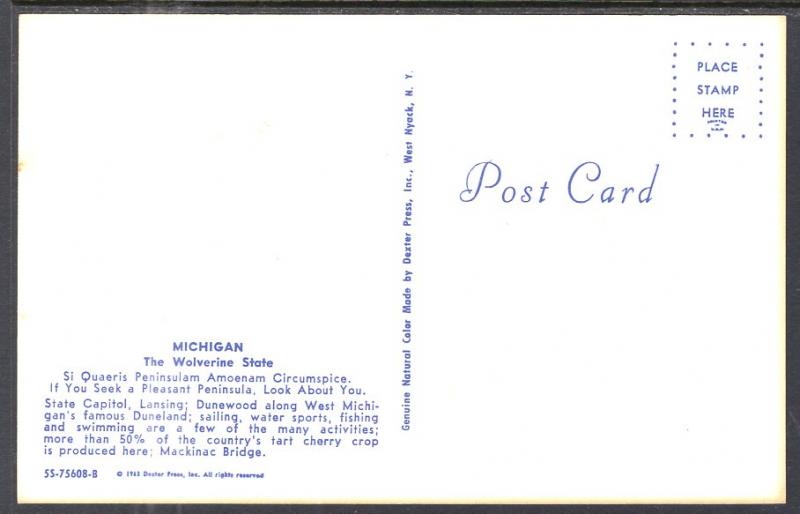 PLACE
STAMP
HERE
Post Card
Genuine Natural Color Made by Dexter Press, Inc., West Nyack, N. Y.
MICHIGAN
The Wolverine State
Si Quaeris Peninsulam Amoenam Circumspice.
If You Seek a Pleasant Peninsula, Look About You.
State Capitol, Lansing; Dunewood along West Michi-
gan's famous Duneland; sailing, water sports, fishing
and swimming are a few of the many activities;
more than 50% of the country's tart cherry crop
is produced here; Mackinac Bridge.
5S-75608-B © 1963 Dexter Press, Inc. All rights reserved